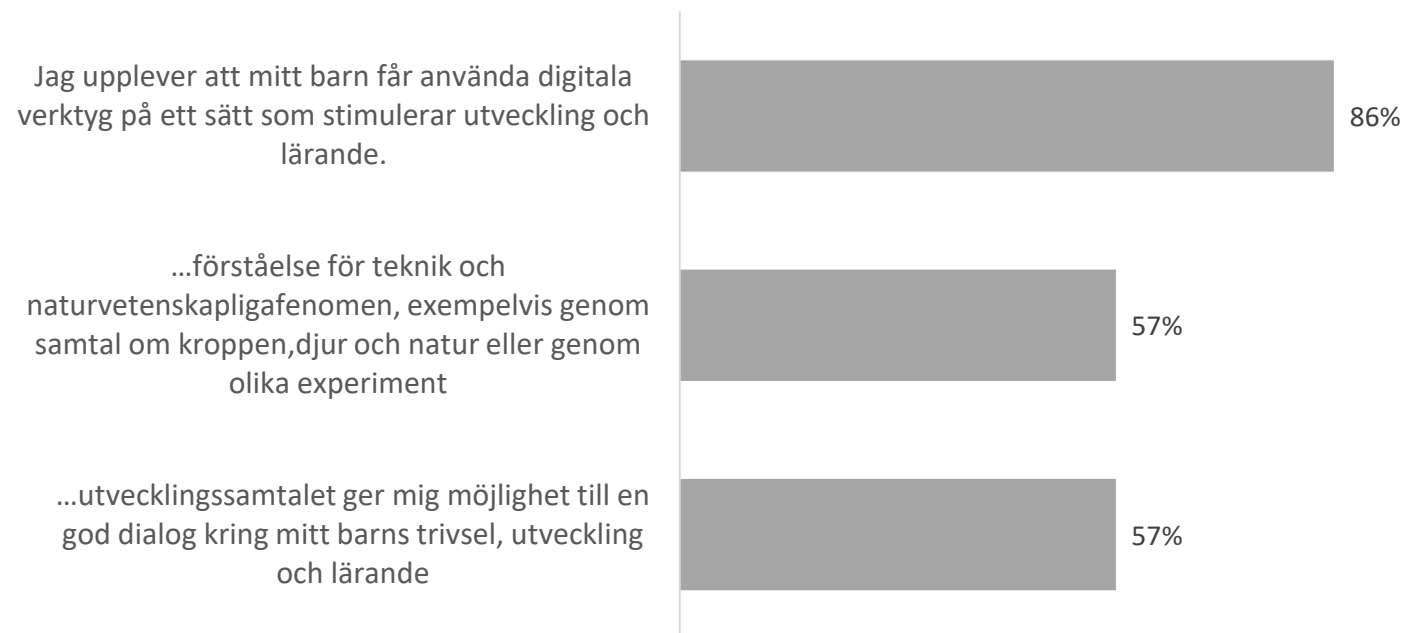 Jag upplever att mitt barn får använda digitala
verktyg på ett sätt som stimulerar utveckling och
lärande.
86%
...förståelse för teknik och
naturvetenskapligafenomen, exempelvis genom
samtal om kroppen,djur och natur eller genom
olika experiment
57%
...utvecklingssamtalet ger mig möjlighet till en
god dialog kring mitt barns trivsel, utveckling
och lärande
57%